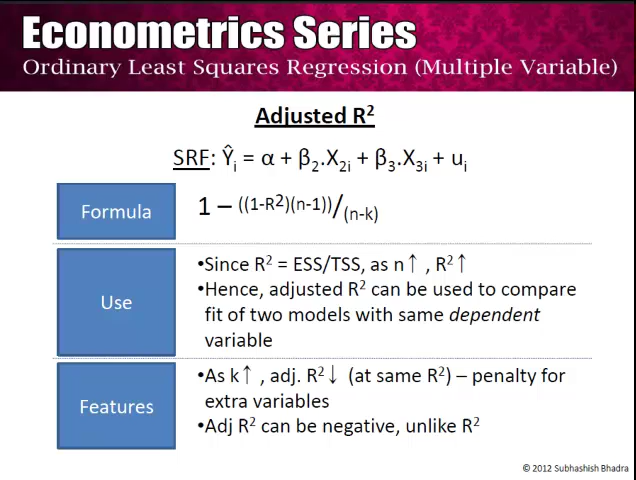 Econometrics Series
Ordinary Least Squares Regression (Multiple Variable)
Adjusted R²
SRF: Ŷᵢ = α + β₂.X₂ᵢ + β₃.X₃ᵢ + uᵢ
Formula
1 – ((1-R²)(n-1))/(n-k)
Use
•Since R² = ESS/TSS, as n↑, R²↑
•Hence, adjusted R² can be used to compare
fit of two models with same dependent
variable
Features
•As k↑, adj. R²↓ (at same R²) – penalty for
extra variables
•Adj R² can be negative, unlike R²
© 2012 Subhashish Bhadra